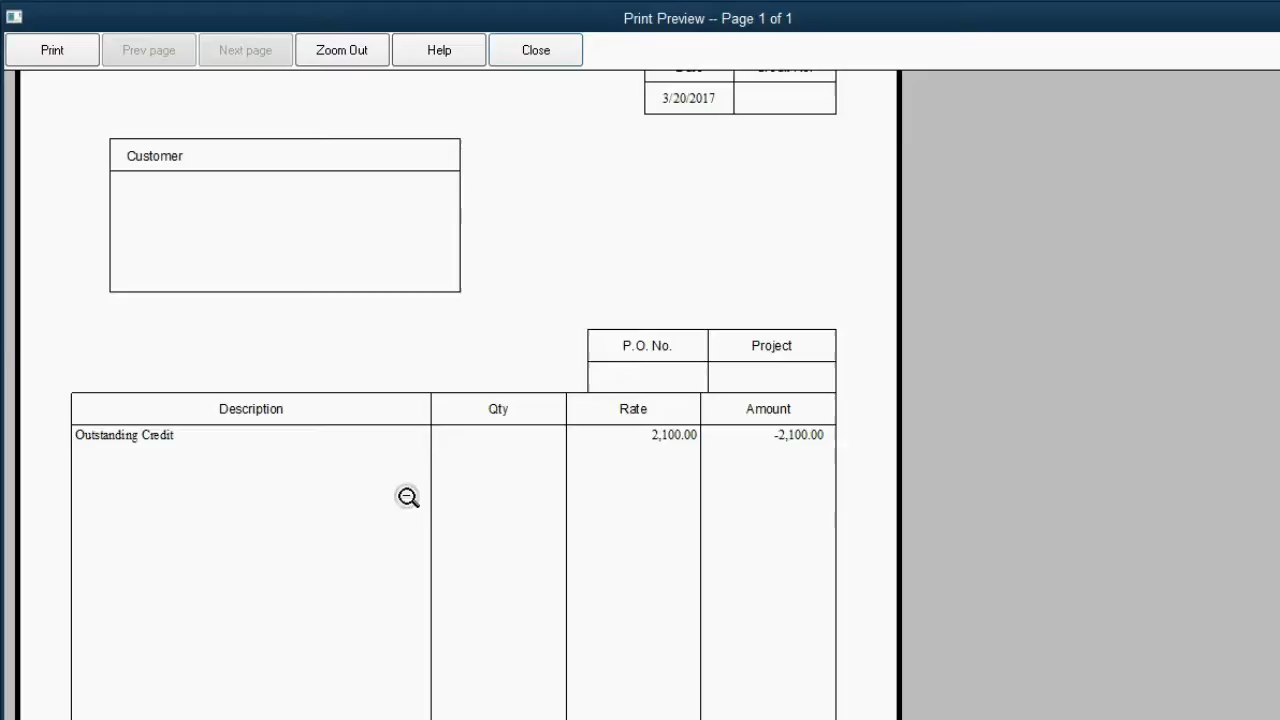 Print Preview -- Page 1 of 1
Print Prev page Next page Zoom Out Help Close
3/20/2017
Customer
P.O. No. Project
Description Qty Rate Amount
Outstanding Credit 2,100.00 -2,100.00